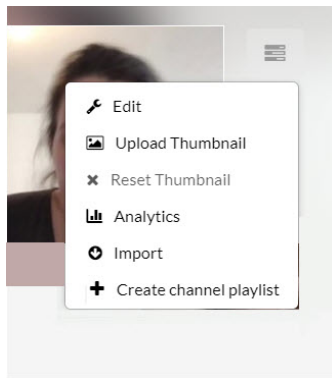 Edit
Upload Thumbnail
Reset Thumbnail
Analytics
Import
Create channel playlist